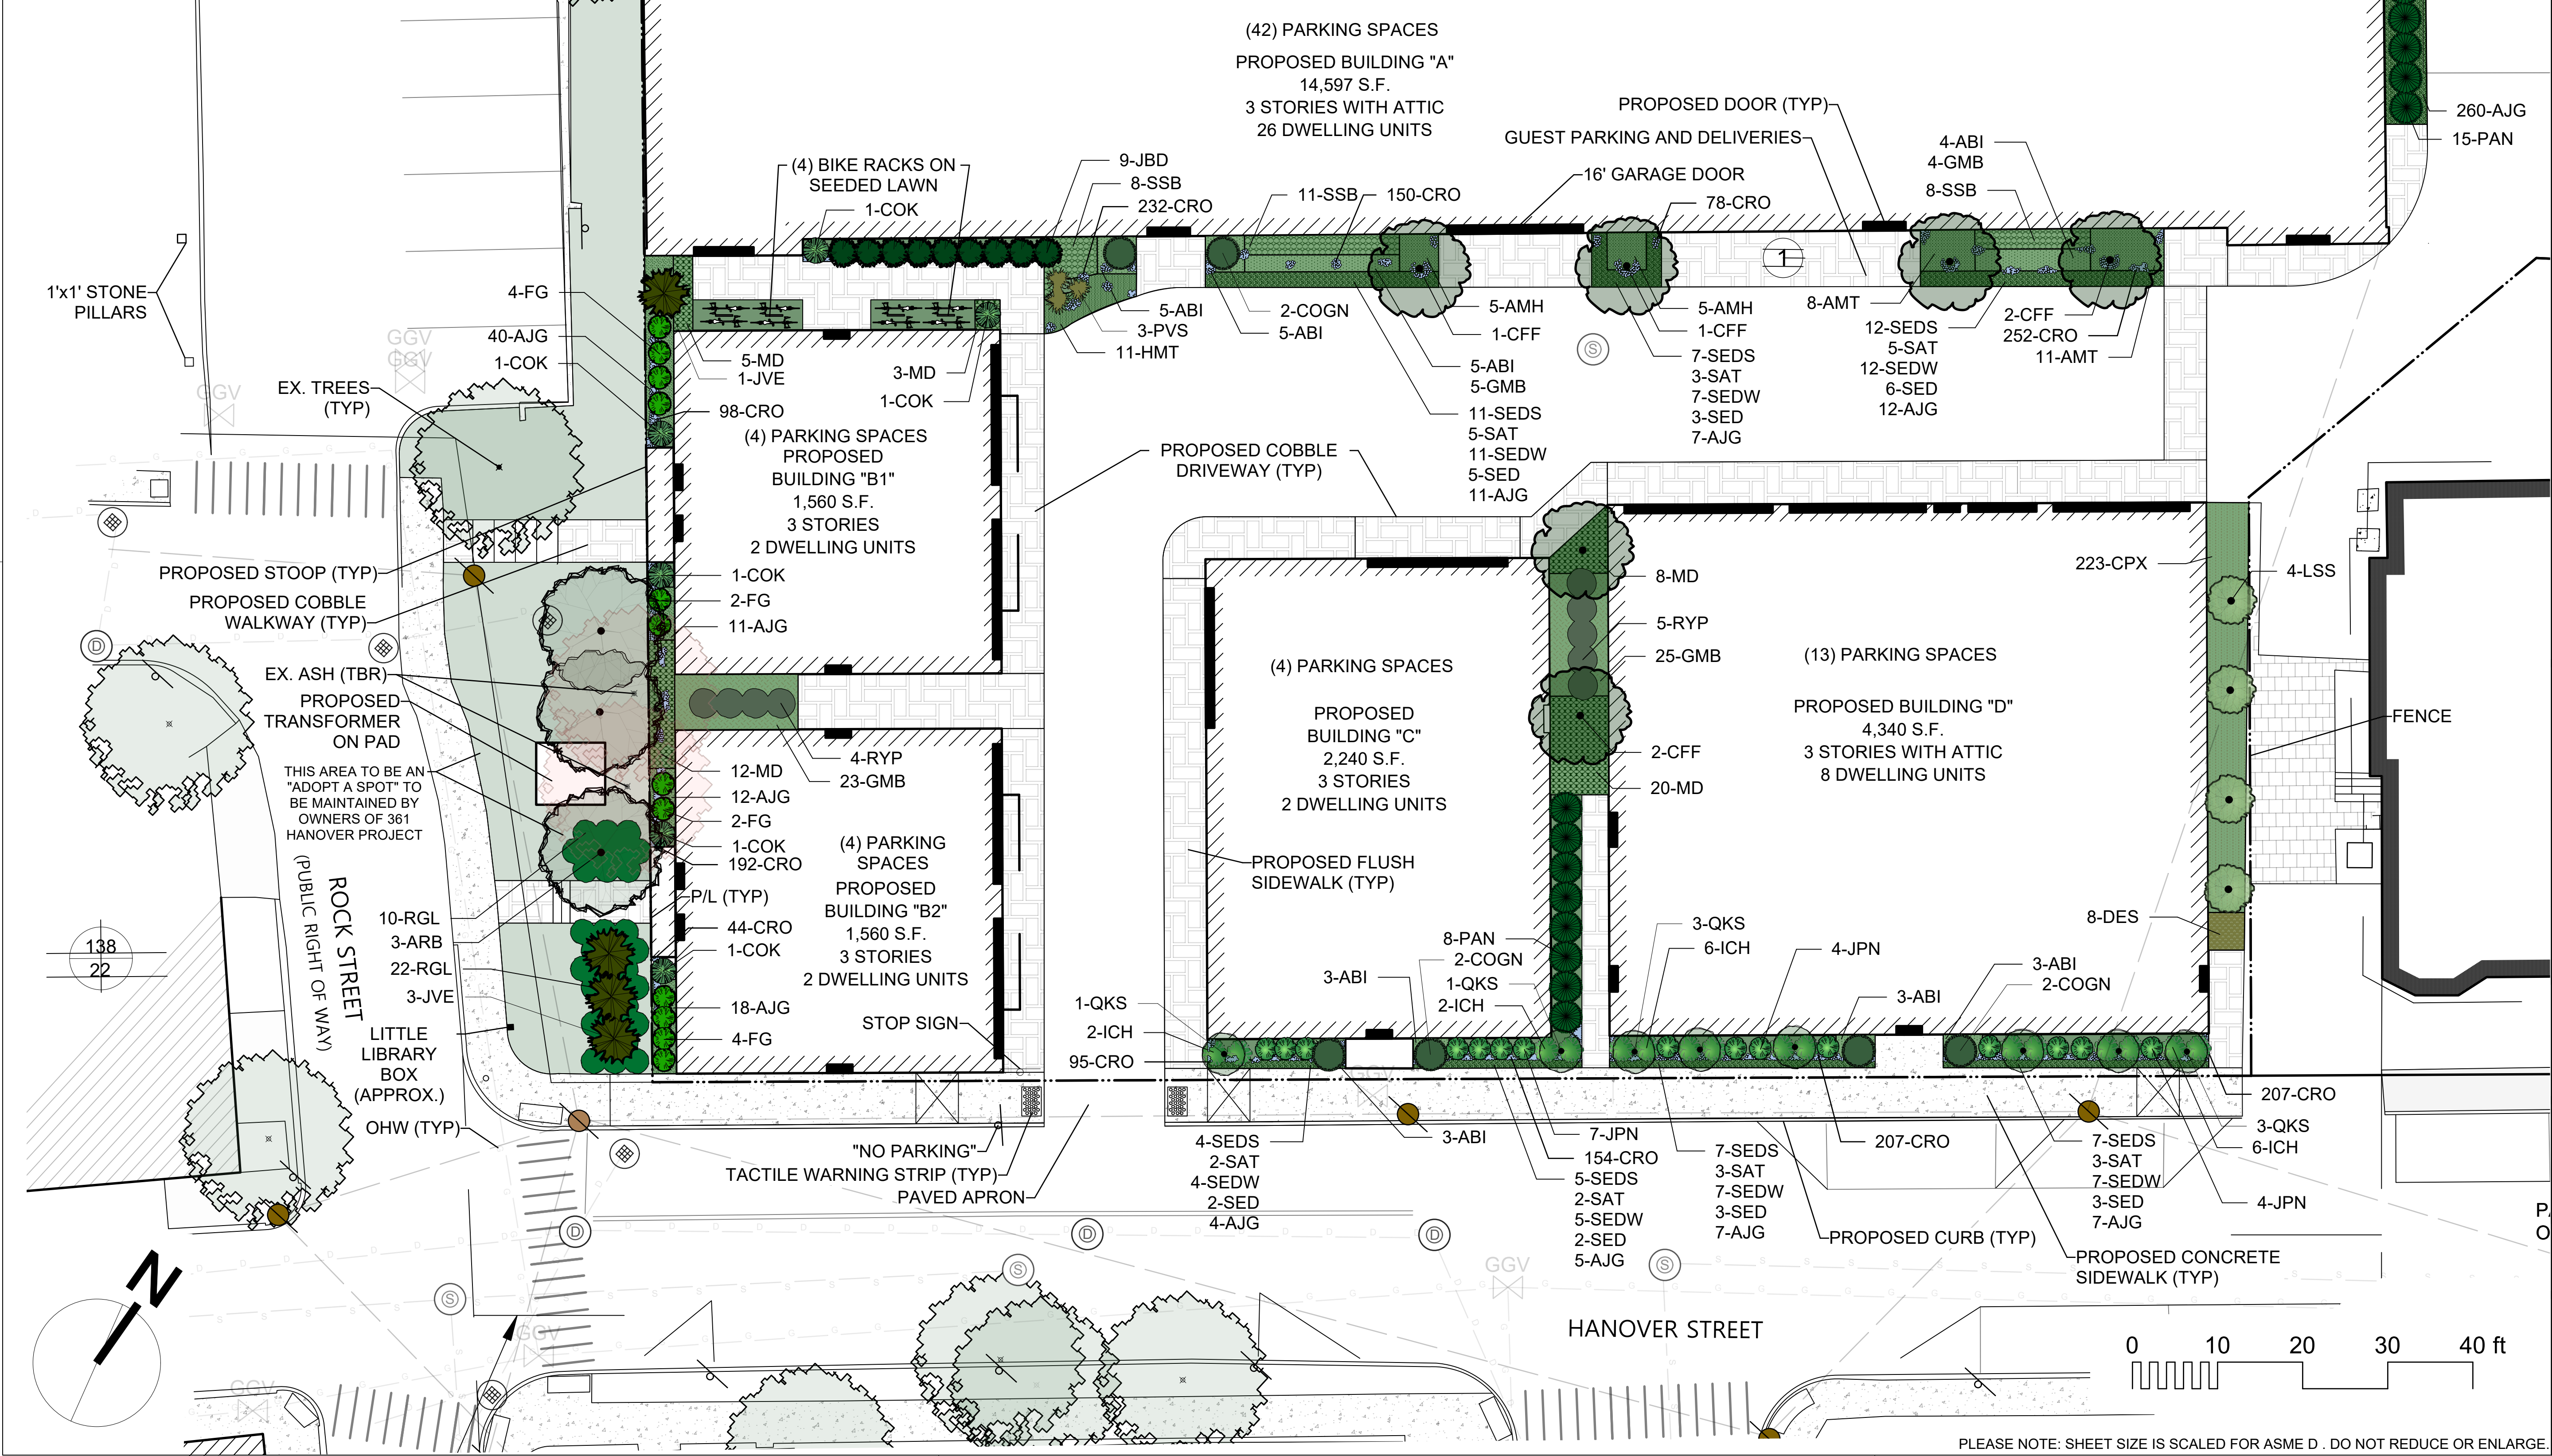 (42) PARKING SPACES
PROPOSED BUILDING "A"
14,597 S.F.
3 STORIES WITH ATTIC
26 DWELLING UNITS
PROPOSED DOOR (TYP)
GUEST PARKING AND DELIVERIES
16' GARAGE DOOR
260-AJG
15-PAN
4-ABI
4-GMB
8-SSB
(4) BIKE RACKS ON
SEEDED LAWN
1-COK
9-JBD
8-SSB
232-CRO
11-SSB
150-CRO
78-CRO
1
1'x1' STONE
PILLARS
4-FG
40-AJG
1-COK
GGV
GGV
GGV
EX. TREES
(TYP)
5-MD
1-JVE
3-MD
1-COK
98-CRO
5-ABI
3-PVS
11-HMT
2-COGN
5-ABI
5-AMH
1-CFF
5-ABI
5-GMB
11-SEDS
5-SAT
11-SEDW
5-SED
11-AJG
S
5-AMH
1-CFF
7-SEDS
3-SAT
7-SEDW
3-SED
7-AJG
8-AMT
12-SEDS
5-SAT
12-SEDW
6-SED
12-AJG
2-CFF
252-CRO
11-AMT
(4) PARKING SPACES
PROPOSED
BUILDING "B1"
1,560 S.F.
3 STORIES
2 DWELLING UNITS
PROPOSED COBBLE
DRIVEWAY (TYP)
PROPOSED STOOP (TYP)
PROPOSED COBBLE
WALKWAY (TYP)
D
EX. ASH (TBR)
PROPOSED
TRANSFORMER
ON PAD
THIS AREA TO BE AN
"ADOPT A SPOT" TO
BE MAINTAINED BY
OWNERS OF 361
HANOVER PROJECT
1-COK
2-FG
11-AJG
4-RYP
23-GMB
12-MD
12-AJG
2-FG
1-COK
192-CRO
P/L (TYP)
44-CRO
1-COK
18-AJG
4-FG
(4) PARKING
SPACES
PROPOSED
BUILDING "B2"
1,560 S.F.
3 STORIES
2 DWELLING UNITS
STOP SIGN
(4) PARKING SPACES
PROPOSED
BUILDING "C"
2,240 S.F.
3 STORIES
2 DWELLING UNITS
PROPOSED FLUSH
SIDEWALK (TYP)
8-MD
5-RYP
25-GMB
2-CFF
20-MD
(13) PARKING SPACES
PROPOSED BUILDING "D"
4,340 S.F.
3 STORIES WITH ATTIC
8 DWELLING UNITS
223-CPX
4-LSS
FENCE
8-DES
ROCK STREET
(PUBLIC RIGHT OF WAY)
138
22
10-RGL
3-ARB
22-RGL
3-JVE
LITTLE
LIBRARY
BOX
(APPROX.)
OHW (TYP)
8-PAN
2-COGN
1-QKS
2-ICH
3-ABI
1-QKS
2-ICH
95-CRO
3-QKS
6-ICH
4-JPN
3-ABI
3-ABI
2-COGN
GGV
"NO PARKING"
TACTILE WARNING STRIP (TYP)
PAVED APRON
4-SEDS
2-SAT
4-SEDW
2-SED
4-AJG
3-ABI
7-JPN
154-CRO
5-SEDS
2-SAT
5-SEDW
2-SED
5-AJG
7-SEDS
3-SAT
7-SEDW
3-SED
7-AJG
207-CRO
PROPOSED CURB (TYP)
7-SEDS
3-SAT
7-SEDW
3-SED
7-AJG
207-CRO
3-QKS
6-ICH
4-JPN
PROPOSED CONCRETE
SIDEWALK (TYP)
D
D
D
S
S
S
GGV
GGV
GGV
N
HANOVER STREET
0 10 20 30 40 ft
PLEASE NOTE: SHEET SIZE IS SCALED FOR ASME D . DO NOT REDUCE OR ENLARGE.